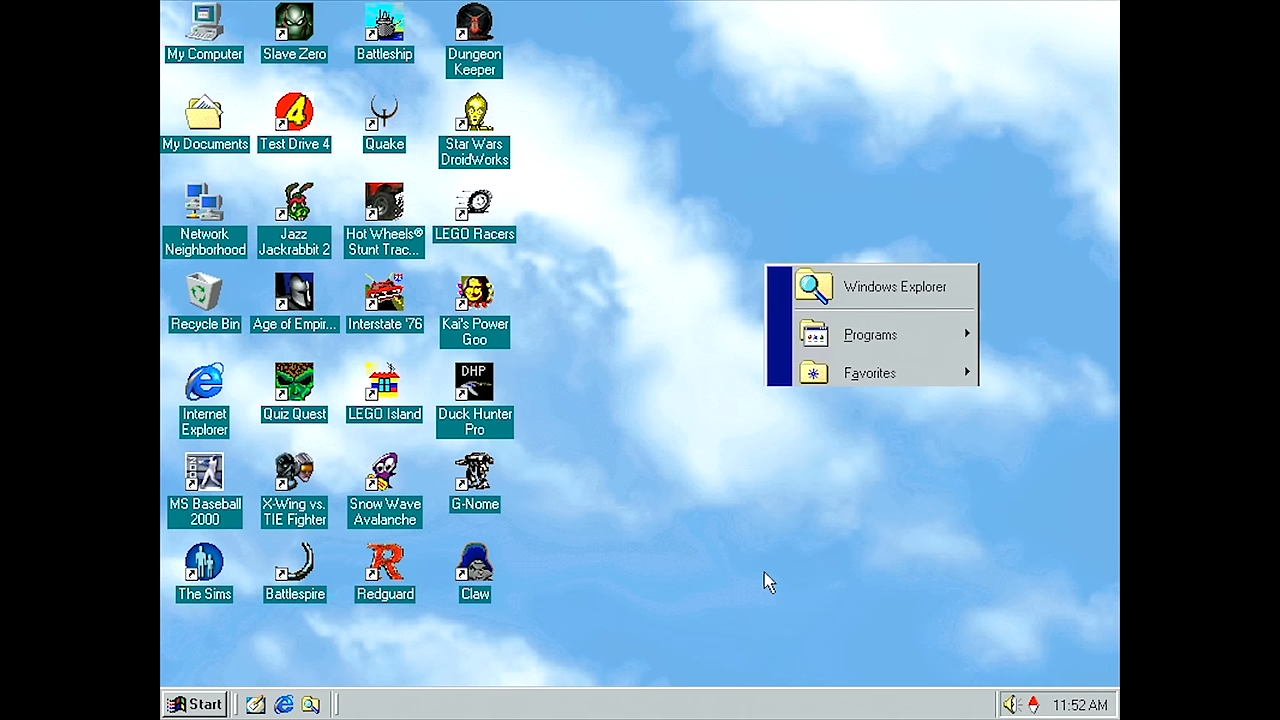 My Computer
Slave Zero
Battleship
Dungeon
Keeper
My Documents
4
Test Drive 4
Quake
Star Wars
DroidWorks
Network
Neighborhood
Jazz
Jackrabbit 2
Hot Wheels®
Stunt Trac...
LEGO Racers
Recycle Bin
Age of Empir...
Interstate '76
Kai's Power
Goo
Internet
Explorer
Quiz Quest
LEGO Island
DHP
Duck Hunter
Pro
2000
MS Baseball
2000
X-Wing vs.
TIE Fighter
Snow Wave
Avalanche
G-Nome
The Sims
Battlespire
R
Redguard
Claw
Windows Explorer
Programs
Favorites
Start
11:52 AM